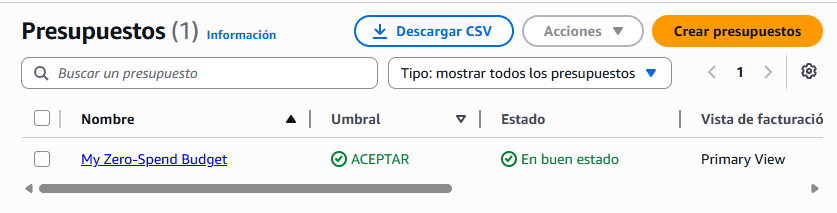 Presupuestos (1) Información Descargar CSV Acciones Crear presupuestos
Buscar un presupuesto Tipo: mostrar todos los presupuestos 1
Nombre Umbral Estado Vista de facturació
My Zero-Spend Budget ACEPTAR En buen estado Primary View